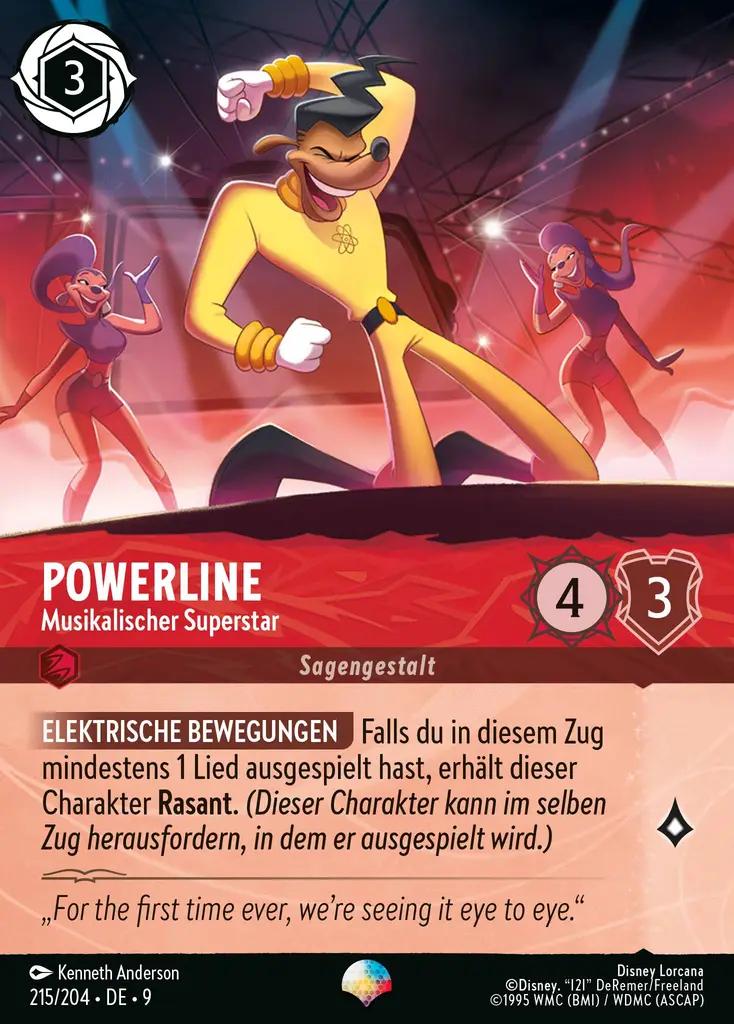 3
POWERLINE
Musikalischer Superstar
4
3
Sagengestalt
ELEKTRISCHE BEWEGUNGEN Falls du in diesem Zug
mindestens 1 Lied ausgespielt hast, erhält dieser
Charakter Rasant. (Dieser Charakter kann im selben
Zug herausfordern, in dem er ausgespielt wird.)
„For the first time ever, we’re seeing it eye to eye.“
Kenneth Anderson
215/204 • DE • 9
Disney Lorcana
©Disney. “I2I” DeRemer/Freeland
©1995 WMC (BMI) / WDMC (ASCAP)